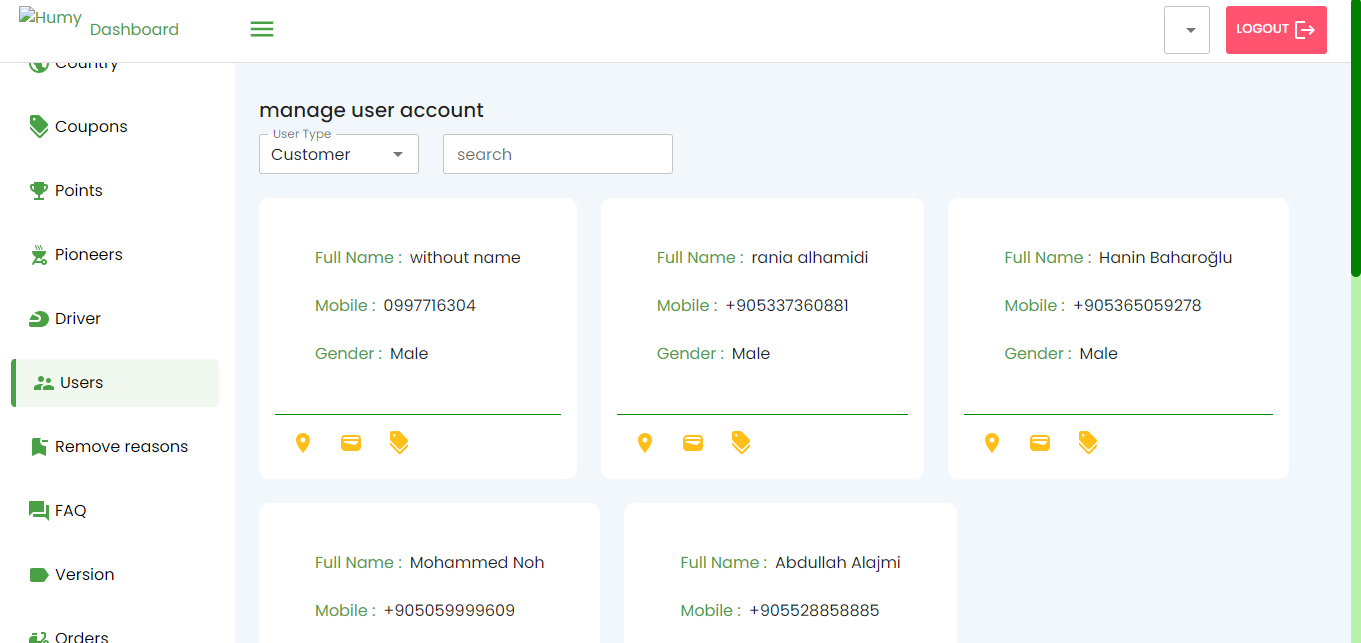 Humy
Dashboard
LOGOUT
Country
Coupons
Points
Pioneers
Driver
Users
Remove reasons
FAQ
Version
Orders
manage user account
User Type
Customer
search
Full Name : without name
Mobile : 0997716304
Gender : Male
Full Name : rania alhamidi
Mobile : +905337360881
Gender : Male
Full Name : Hanin Baharoğlu
Mobile : +905365059278
Gender : Male
Full Name : Mohammed Noh
Mobile : +905059999609
Full Name : Abdullah Alajmi
Mobile : +905528858885